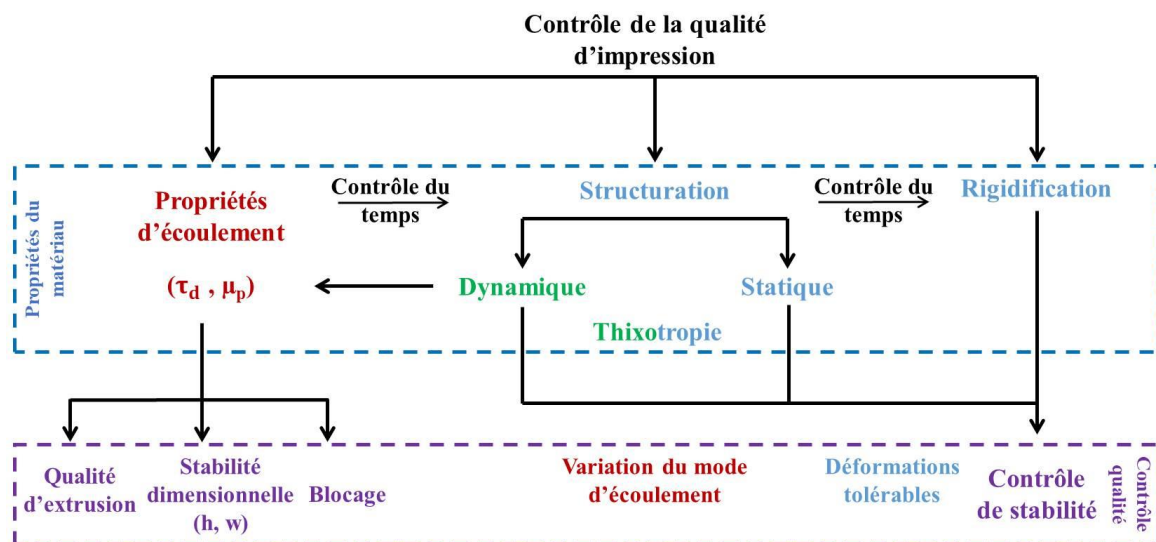 Contrôle de la qualité
d’impression
Propriétés du
matériau
Propriétés
d’écoulement
(τd , μp)
Contrôle du
temps
Structuration
Contrôle du
temps
Rigidification
Dynamique
Statique
Thixotropie
Qualité
d’extrusion
Stabilité
dimensionnelle
(h, w)
Blocage
Variation du mode
d’écoulement
Déformations
tolérables
Contrôle
de stabilité
Contrôle
qualité